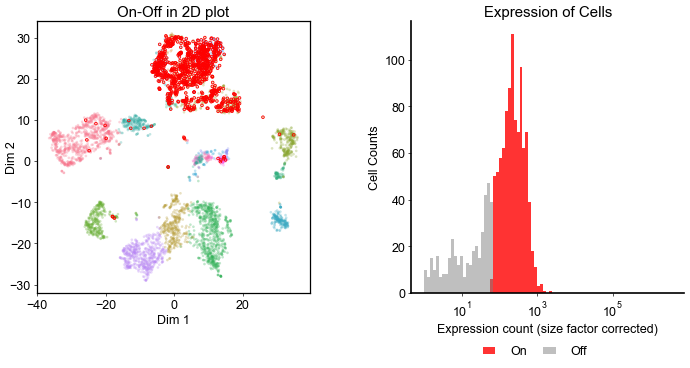 On-Off in 2D plot
30
20
10
0
−10
−20
−30
−40
−20
0
20
Dim 2
Dim 1
Expression of Cells
100
80
60
40
20
0
10^1
10^3
10^5
Cell Counts
Expression count (size factor corrected)
On
Off